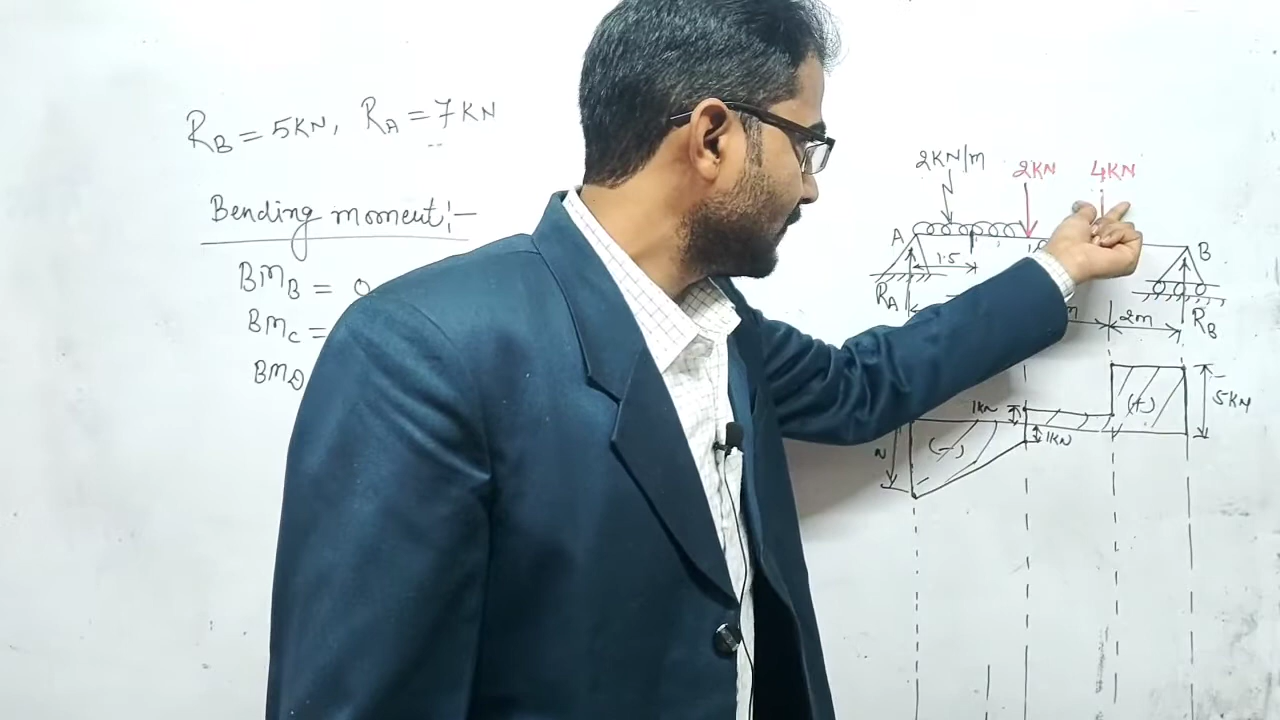 R_B = 5KN, R_A = 7KN
Bending moment:-
BM_B = 0
BM_C =
BM_D
2KN/m
2KN
4KN
A
B
1.5
R_A
R_B
m
2m
1KN
(+)
5KN
(-)
1KN
N